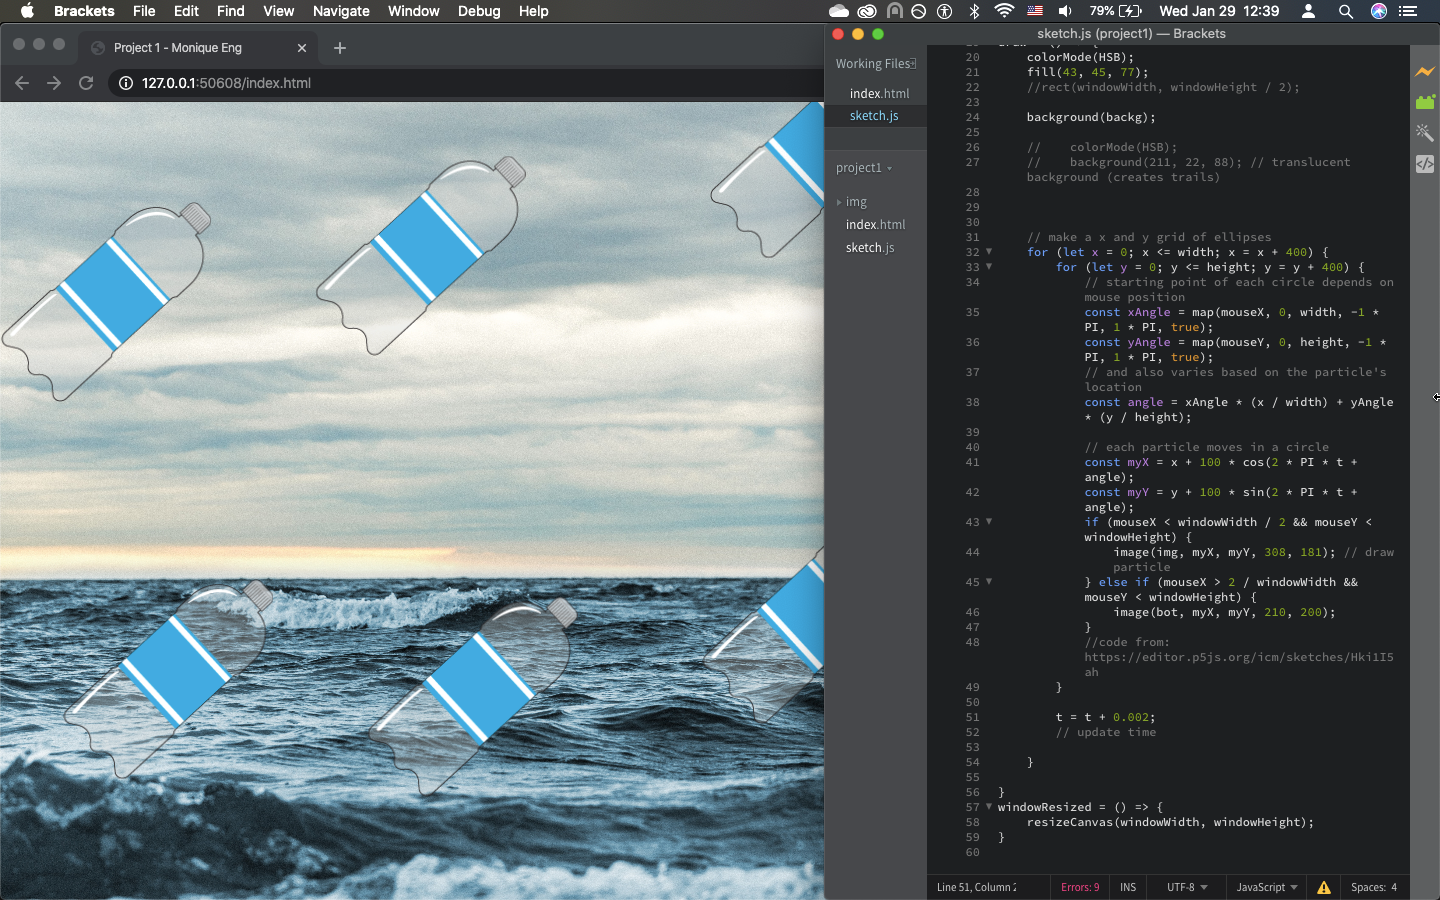 Brackets File Edit Find View Navigate Window Debug Help
79% Wed Jan 29 12:39
Project 1 - Monique Eng
127.0.0.1:50608/index.html
sketch.js (project1) — Brackets
Working Files
index.html
sketch.js
project1
img
index.html
sketch.js
20 colorMode(HSB);
21 fill(43, 45, 77);
22 //rect(windowWidth, windowHeight / 2);
23
24 background(backg);
25
26 // colorMode(HSB);
27 // background(211, 22, 88); // translucent
background (creates trails)
28
29
30
31 // make a x and y grid of ellipses
32 for (let x = 0; x <= width; x = x + 400) {
33 for (let y = 0; y <= height; y = y + 400) {
34 // starting point of each circle depends on
mouse position
35 const xAngle = map(mouseX, 0, width, -1 *
PI, 1 * PI, true);
36 const yAngle = map(mouseY, 0, height, -1 *
PI, 1 * PI, true);
37 // and also varies based on the particle's
location
38 const angle = xAngle * (x / width) + yAngle
* (y / height);
39
40 // each particle moves in a circle
41 const myX = x + 100 * cos(2 * PI * t +
angle);
42 const myY = y + 100 * sin(2 * PI * t +
angle);
43 if (mouseX < windowWidth / 2 && mouseY <
windowHeight) {
44 image(img, myX, myY, 308, 181); // draw
particle
45 } else if (mouseX > 2 / windowWidth &&
mouseY < windowHeight) {
46 image(bot, myX, myY, 210, 200);
47 }
48 //code from:
https://editor.p5js.org/icm/sketches/Hki1I5
ah
49 }
50
51 t = t + 0.002;
52 // update time
53
54 }
55
56 }
57 windowResized = () => {
58 resizeCanvas(windowWidth, windowHeight);
59 }
60
Line 51, Column Errors: 9 INS UTF-8 JavaScript Spaces: 4